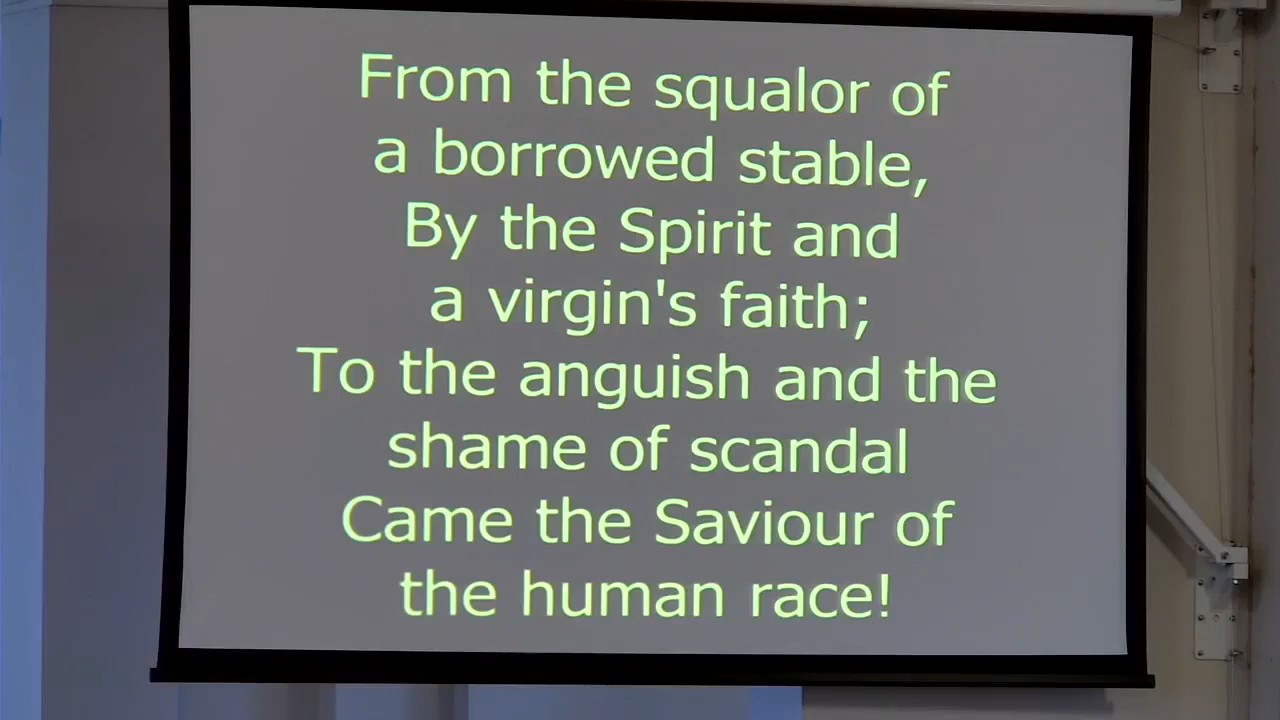 From the squalor of
a borrowed stable,
By the Spirit and
a virgin's faith;
To the anguish and the
shame of scandal
Came the Saviour of
the human race!